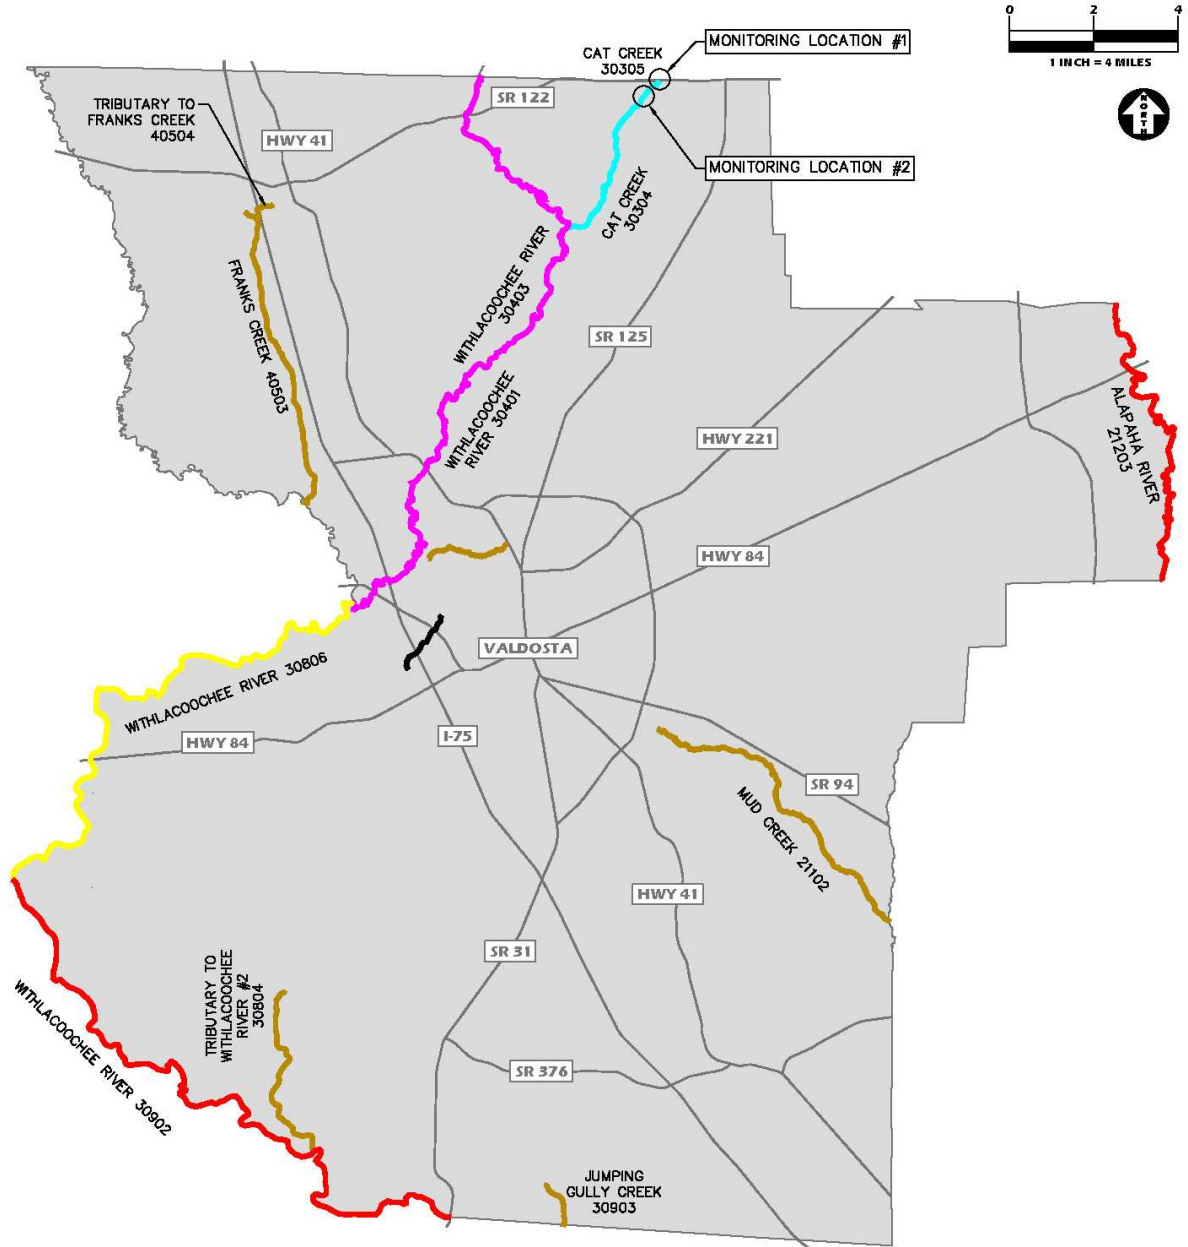 0 2 4
1 INCH = 4 MILES
NORTH
MONITORING LOCATION #1
CAT CREEK
30305
SR 122
TRIBUTARY TO
FRANKS CREEK
40504
HWY 41
MONITORING LOCATION #2
CAT CREEK
30304
WITHLACOOCHEE RIVER
30403
FRANKS CREEK 40503
SR 125
WITHLACOOCHEE
RIVER 30401
HWY 221
ALAPAHA RIVER
21203
HWY 84
VALDOSTA
WITHLACOOCHEE RIVER 30806
HWY 84
I-75
SR 94
MUD CREEK 21102
HWY 41
SR 31
TRIBUTARY TO
WITHLACOOCHEE
RIVER #2
30804
WITHLACOOCHEE RIVER 30902
SR 376
JUMPING
GULLY CREEK
30903